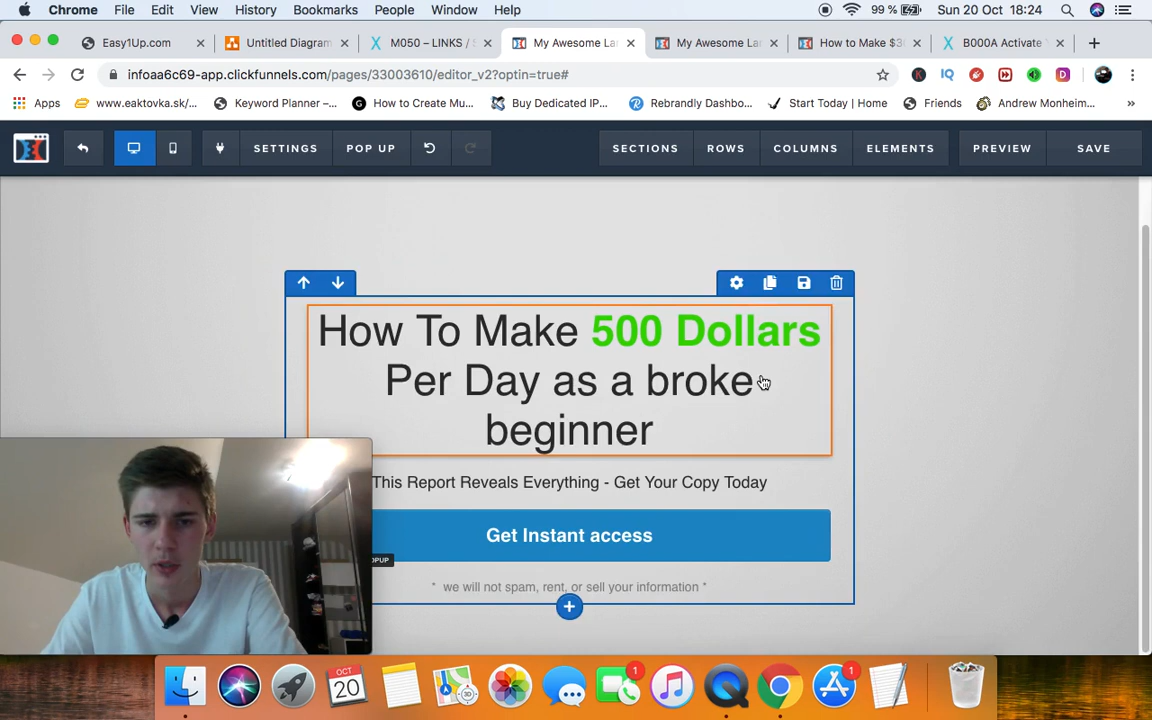 Chrome File Edit View History Bookmarks People Window Help 99 % Sun 20 Oct 18:24
Easy1Up.com × Untitled Diagram × M050 – LINKS / S × My Awesome La × My Awesome La × How to Make $3 × B000A Activate Y ×
infoaa6c69-app.clickfunnels.com/pages/33003610/editor_v2?optin=true#
Apps www.eaktovka.sk/... Keyword Planner –... How to Create Mu... Buy Dedicated IP... Rebrandly Dashbo... Start Today | Home Friends Andrew Monheim... »
SETTINGS POP UP SECTIONS ROWS COLUMNS ELEMENTS PREVIEW SAVE
How To Make 500 Dollars
Per Day as a broke
beginner
This Report Reveals Everything - Get Your Copy Today
Get Instant access
OPUP
* we will not spam, rent, or sell your information *
OCT
20
1
1